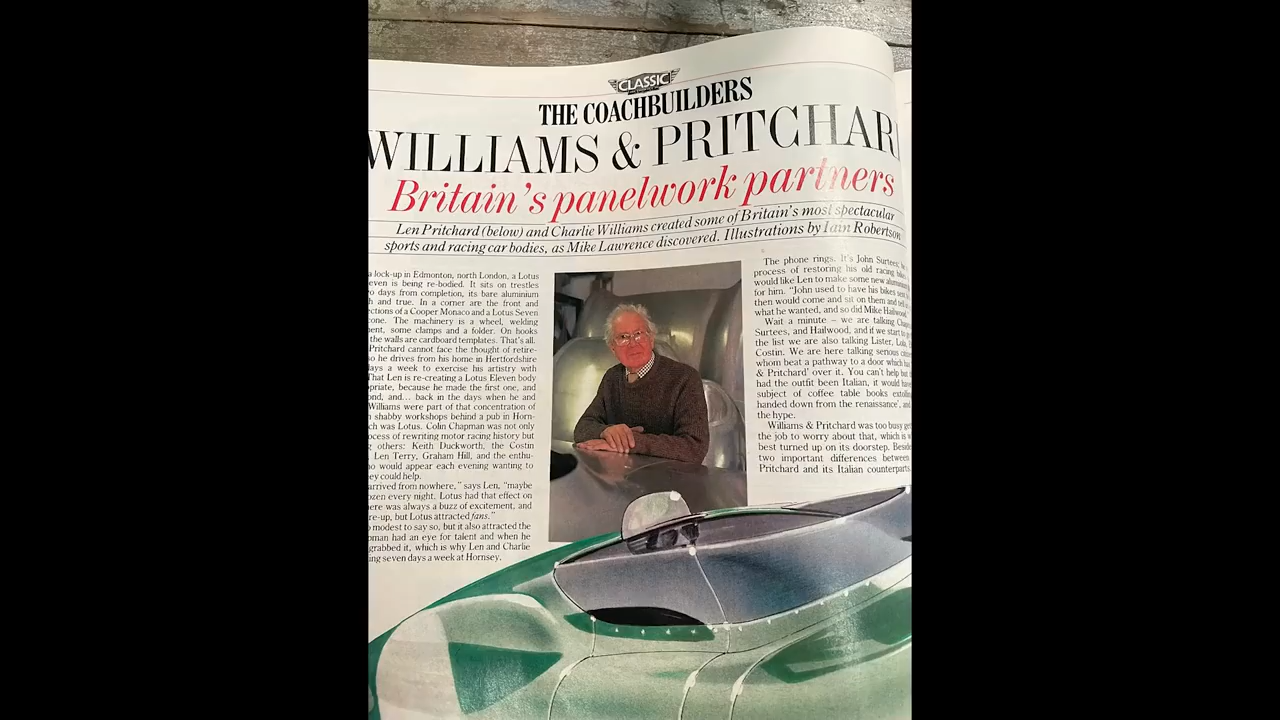 CLASSIC
THE COACHBUILDERS
WILLIAMS & PRITCHAR
Britain's panelwork partners
Len Pritchard (below) and Charlie Williams created some of Britain's most spectacular
sports and racing car bodies, as Mike Lawrence discovered. Illustrations by Iain Robertson
a lock-up in Edmonton, north London, a Lotus
even is being re-bodied. It sits on trestles
days from completion, its bare aluminium
and true. In a corner are the front and
ctions of a Cooper Monaco and a Lotus Seven
cone. The machinery is a wheel, welding
ent, some clamps and a folder. On hooks
the walls are cardboard templates. That's all.
Pritchard cannot face the thought of retire-
so he drives from his home in Hertfordshire
ays a week to exercise his artistry with
That Len is re-creating a Lotus Eleven body
opriate, because he made the first one, and
ond, and... back in the days when he and
Williams were part of that concentration of
shabby workshops behind a pub in Horn-
ch was Lotus. Colin Chapman was not only
ocess of rewriting motor racing history but
others: Keith Duckworth, the Costin
Len Terry, Graham Hill, and the enthu-
o would appear each evening wanting to
ey could help.
arrived from nowhere," says Len, "maybe
ozen every night. Lotus had that effect on
ere was always a buzz of excitement, and
re-up, but Lotus attracted fans."
modest to say so, but it also attracted the
pman had an eye for talent and when he
grabbed it, which is why Len and Charlie
ing seven days a week at Hornsey.
The phone rings. It's John Surtees,
process of restoring his old racing
would like Len to make some new
for him. "John used to have his bikes
then would come and sit on them and
what he wanted, and so did Mike Hailwood."
Wait a minute – we are talking
Surtees, and Hailwood, and if we start
the list we are also talking Lister,
Costin. We are here talking serious
whom beat a pathway to a door which
& Pritchard' over it. You can't help
had the outfit been Italian, it would
subject of coffee table books
handed down from the renaissance', and
the hype.
Williams & Pritchard was too busy
the job to worry about that, which is
best turned up on its doorstep.
two important differences between
Pritchard and its Italian counterparts.